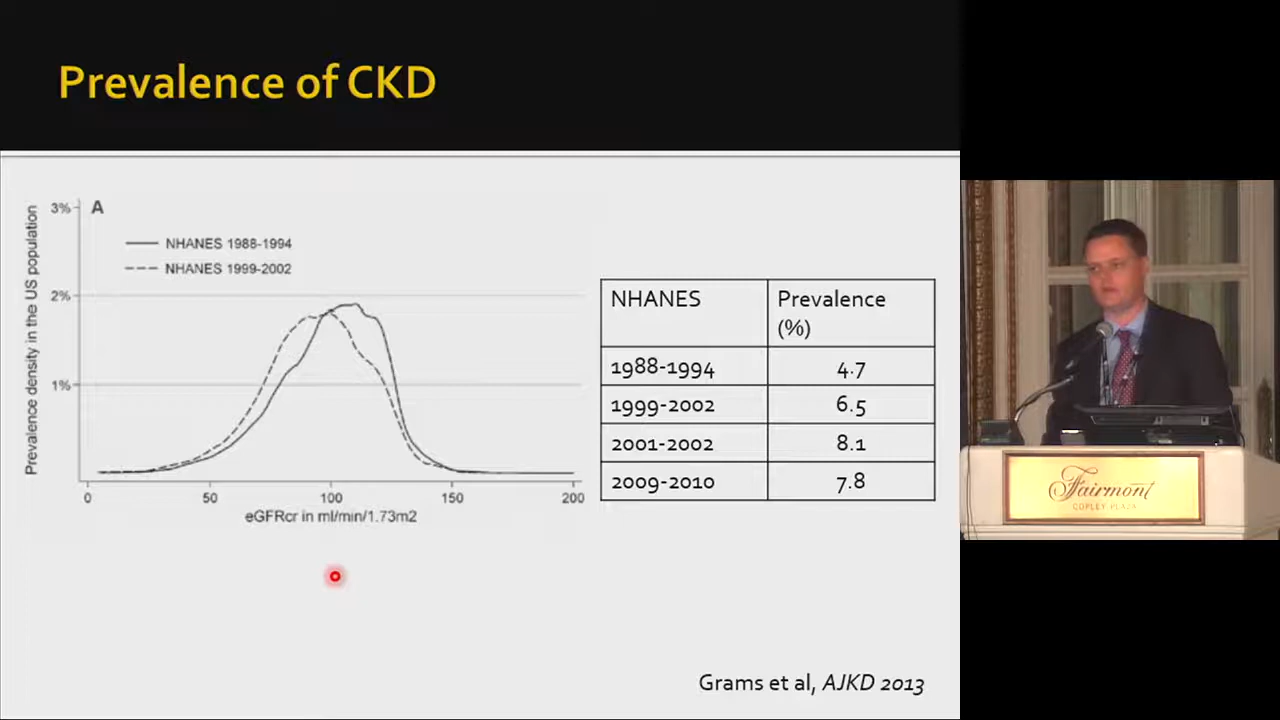 Prevalence of CKD
A
3%
2%
1%
Prevalence density in the US population
NHANES 1988-1994
NHANES 1999-2002
0 50 100 150 200
eGFRcr in ml/min/1.73m2
NHANES Prevalence (%)
1988-1994 4.7
1999-2002 6.5
2001-2002 8.1
2009-2010 7.8
Grams et al, AJKD 2013
Fairmont
COPLEY PLAZA